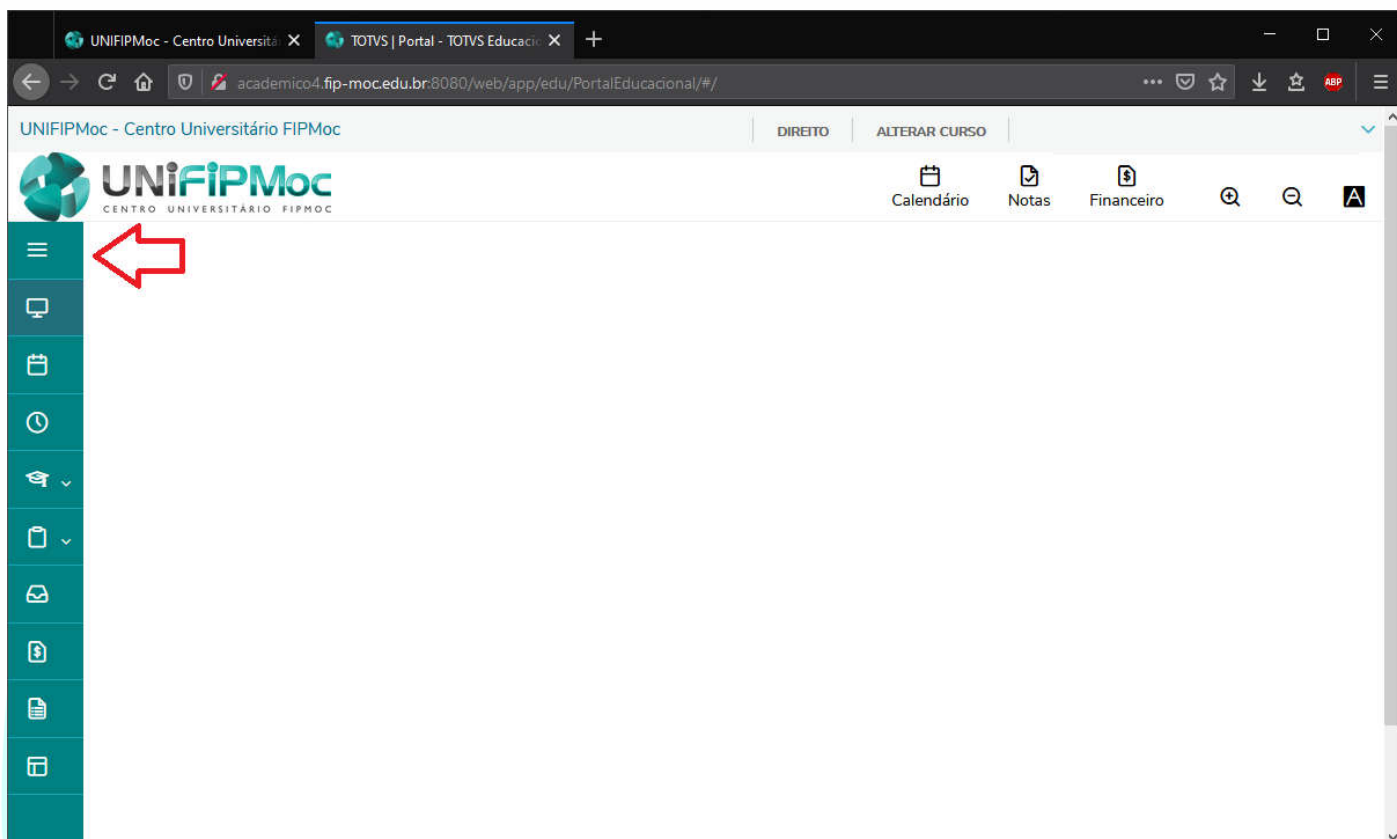 UNIFIPMoc - Centro Universitá
TOTVS | Portal - TOTVS Educacio
academico4.fip-moc.edu.br:8080/web/app/edu/PortalEducacional/#/
ABP
UNIFIPMoc - Centro Universitário FIPMoc
DIREITO
ALTERAR CURSO
UNiFiPMoc
CENTRO UNIVERSITÁRIO FIPMOC
Calendário
Notas
Financeiro
A